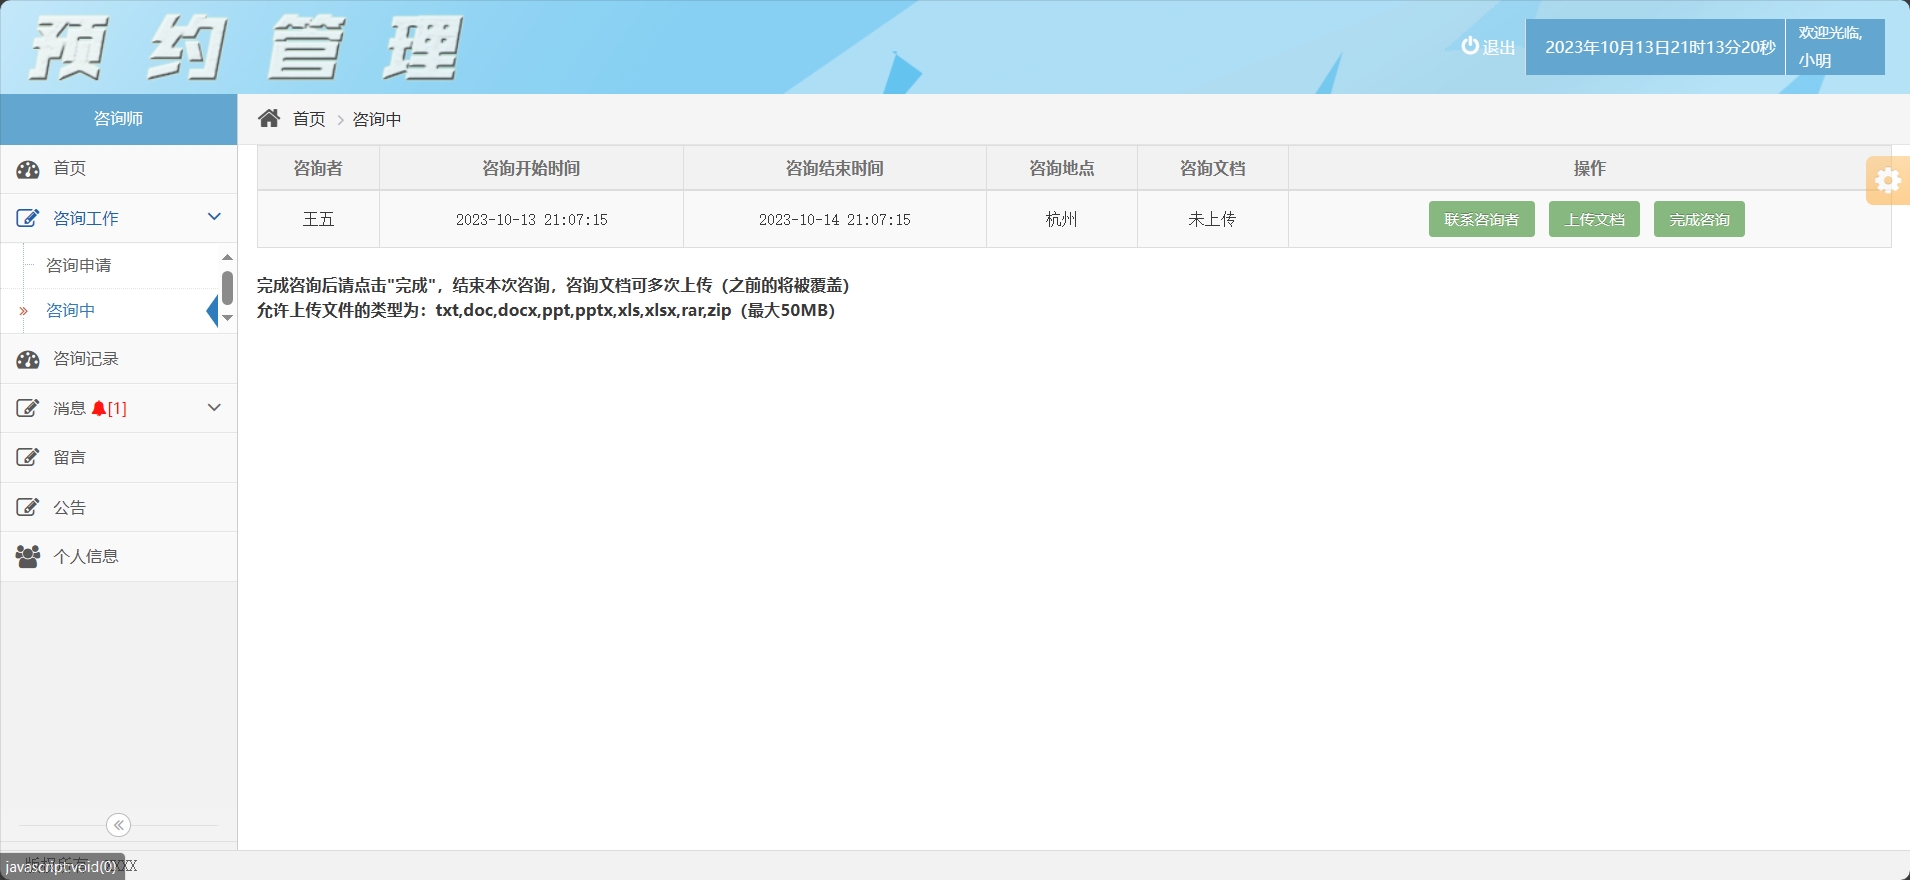 预约管理
退出
2023年10月13日21时13分20秒
欢迎光临,
小明
咨询师
首页
咨询中
首页
咨询工作
咨询申请
咨询中
咨询记录
消息 [1]
留言
公告
个人信息
咨询者 咨询开始时间 咨询结束时间 咨询地点 咨询文档 操作
王五 2023-10-13 21:07:15 2023-10-14 21:07:15 杭州 未上传 联系咨询者 上传文档 完成咨询
完成咨询后请点击"完成"，结束本次咨询，咨询文档可多次上传（之前的将被覆盖）
允许上传文件的类型为：txt,doc,docx,ppt,pptx,xls,xlsx,rar,zip（最大50MB）
javascript:void(0)